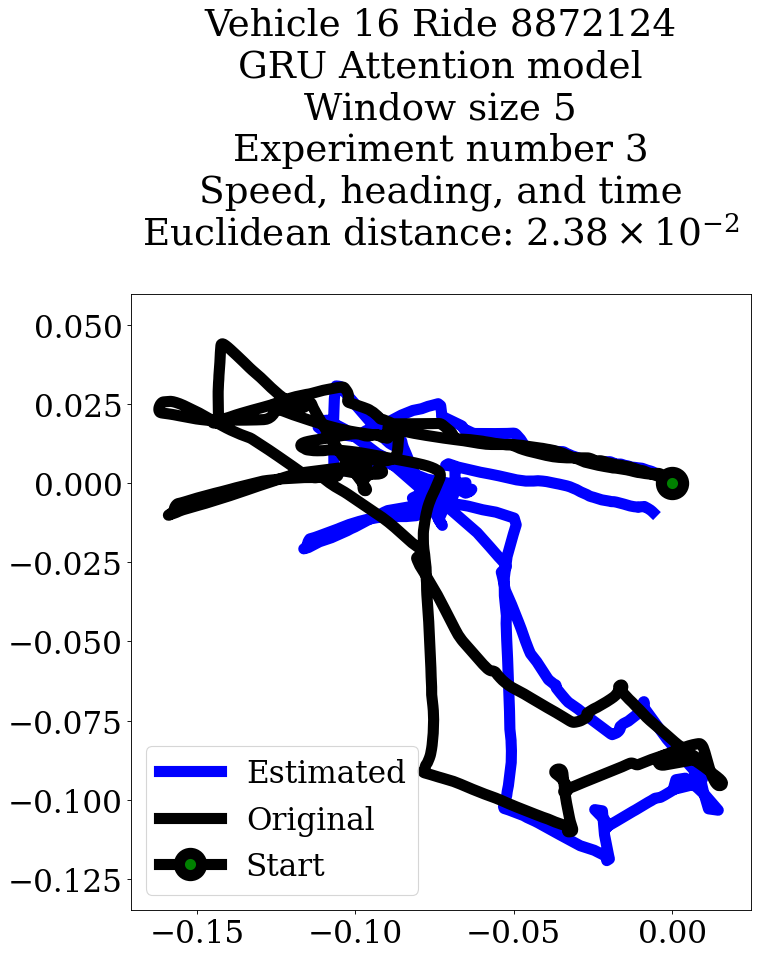 Vehicle 16 Ride 8872124
GRU Attention model
Window size 5
Experiment number 3
Speed, heading, and time
Euclidean distance: 2.38 × 10⁻²
0.050
0.025
0.000
−0.025
−0.050
−0.075
−0.100
−0.125
Estimated
Original
Start
−0.15
−0.10
−0.05
0.00